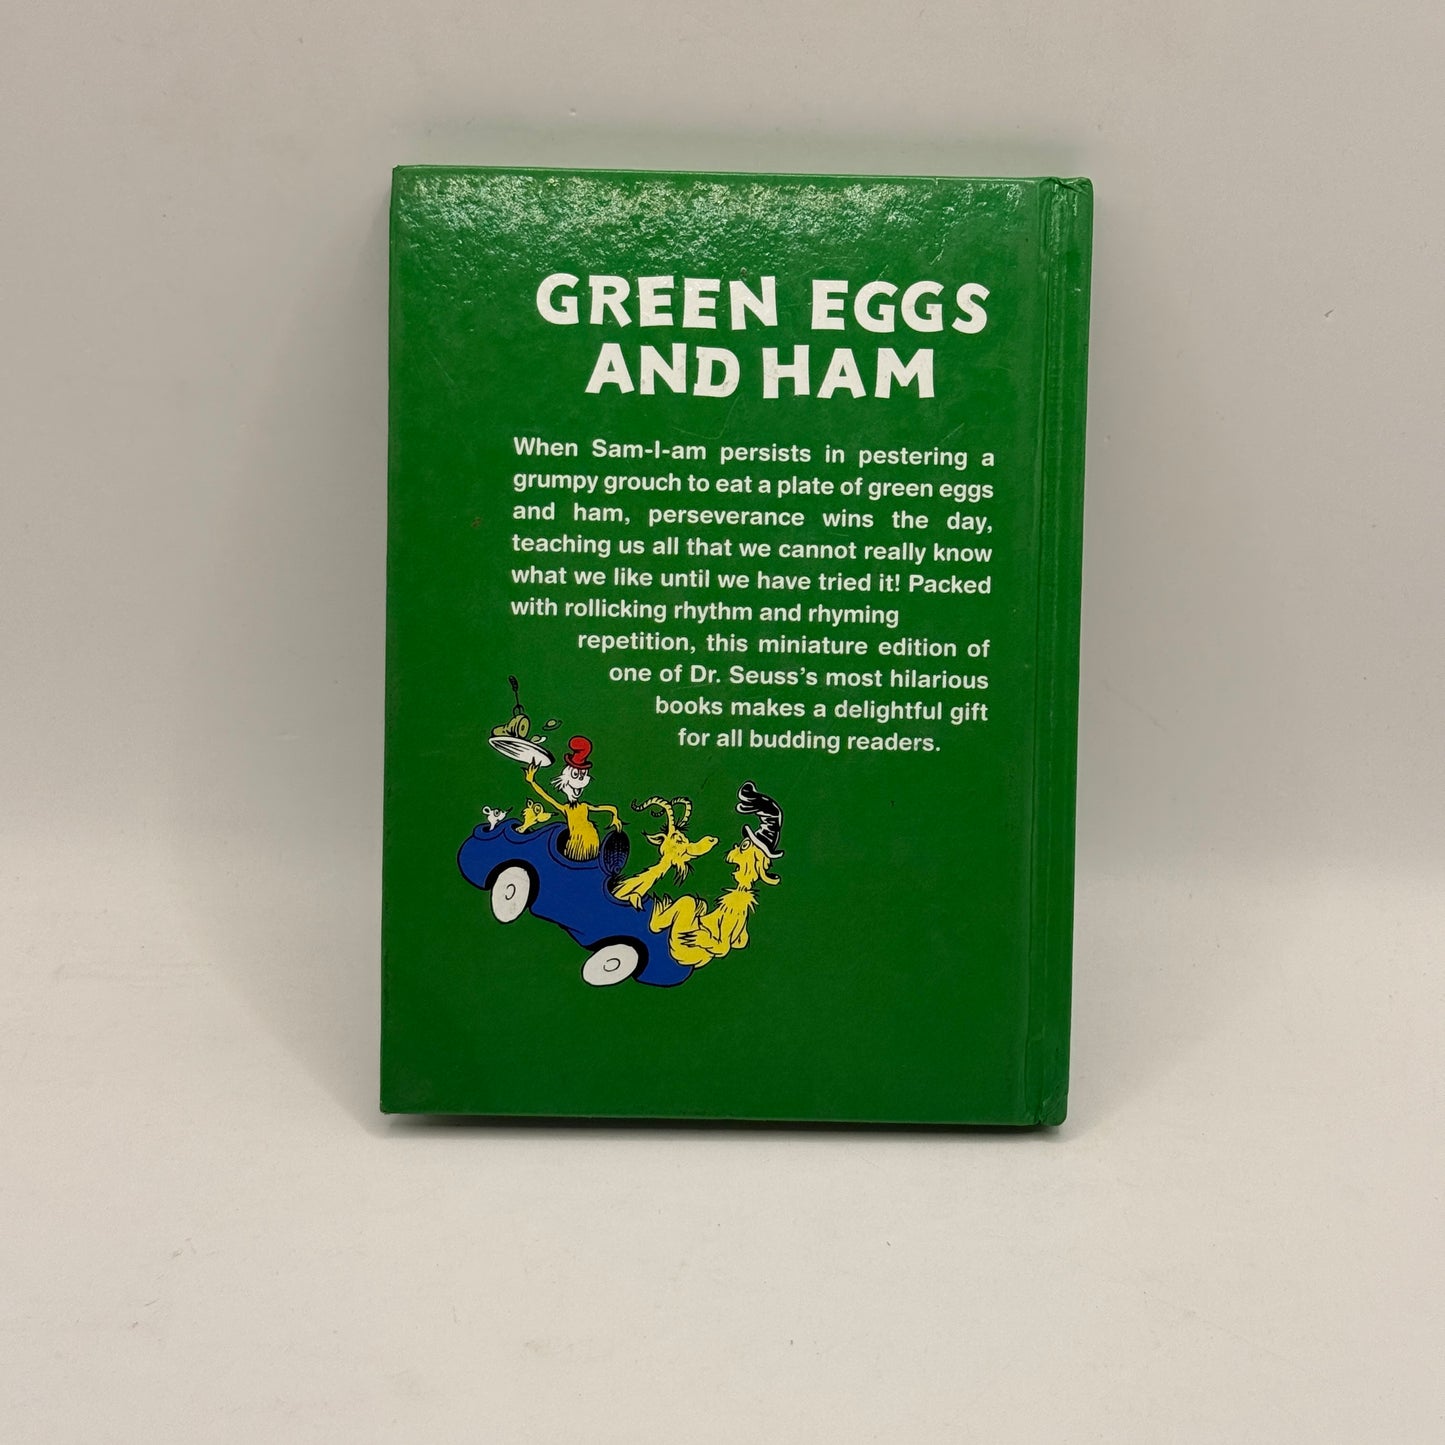 GREEN EGGS
AND HAM
When Sam-I-am persists in pestering a
grumpy grouch to eat a plate of green eggs
and ham, perseverance wins the day,
teaching us all that we cannot really know
what we like until we have tried it! Packed
with rollicking rhythm and rhyming
repetition, this miniature edition of
one of Dr. Seuss's most hilarious
books makes a delightful gift
for all budding readers.